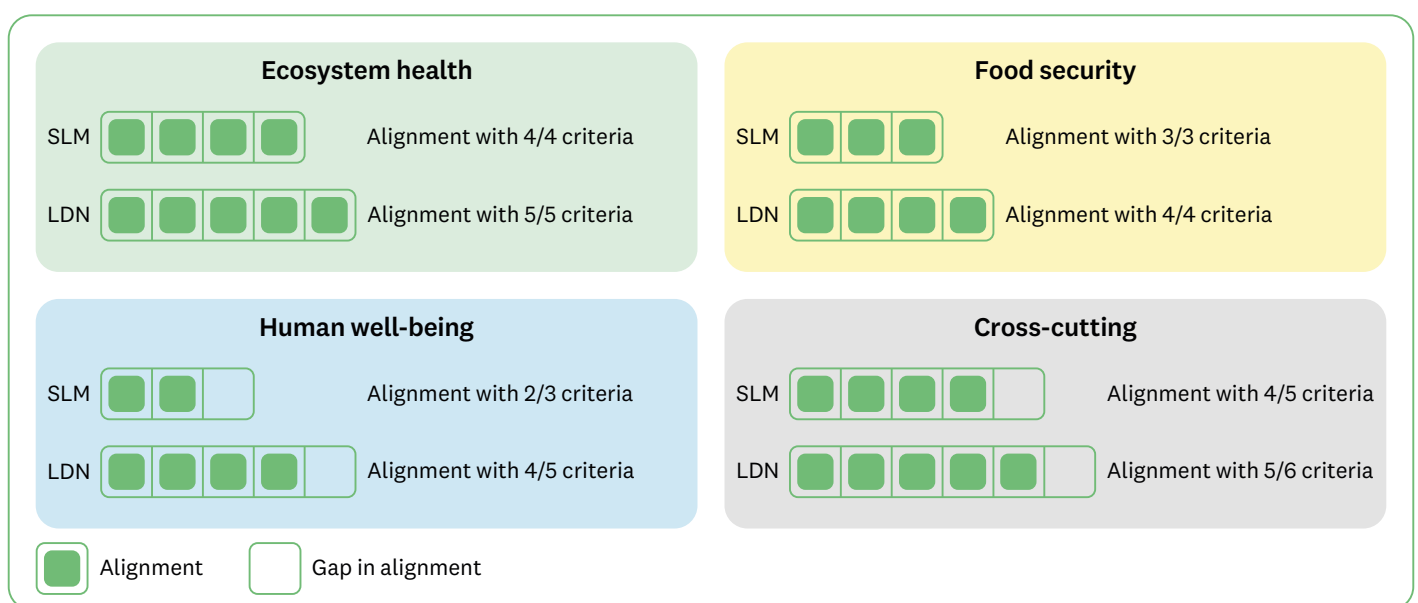 Ecosystem health
SLM Alignment with 4/4 criteria
LDN Alignment with 5/5 criteria
Food security
SLM Alignment with 3/3 criteria
LDN Alignment with 4/4 criteria
Human well-being
SLM Alignment with 2/3 criteria
LDN Alignment with 4/5 criteria
Cross-cutting
SLM Alignment with 4/5 criteria
LDN Alignment with 5/6 criteria
Alignment Gap in alignment